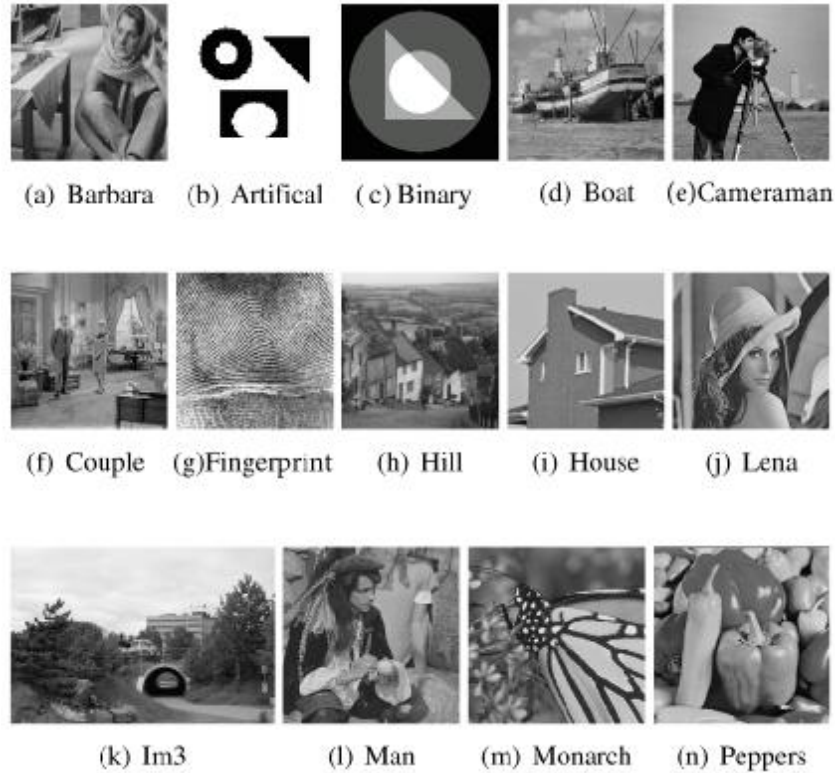 (a) Barbara (b) Artifical (c) Binary (d) Boat (e)Cameraman
(f) Couple (g)Fingerprint (h) Hill (i) House (j) Lena
(k) Im3 (l) Man (m) Monarch (n) Peppers